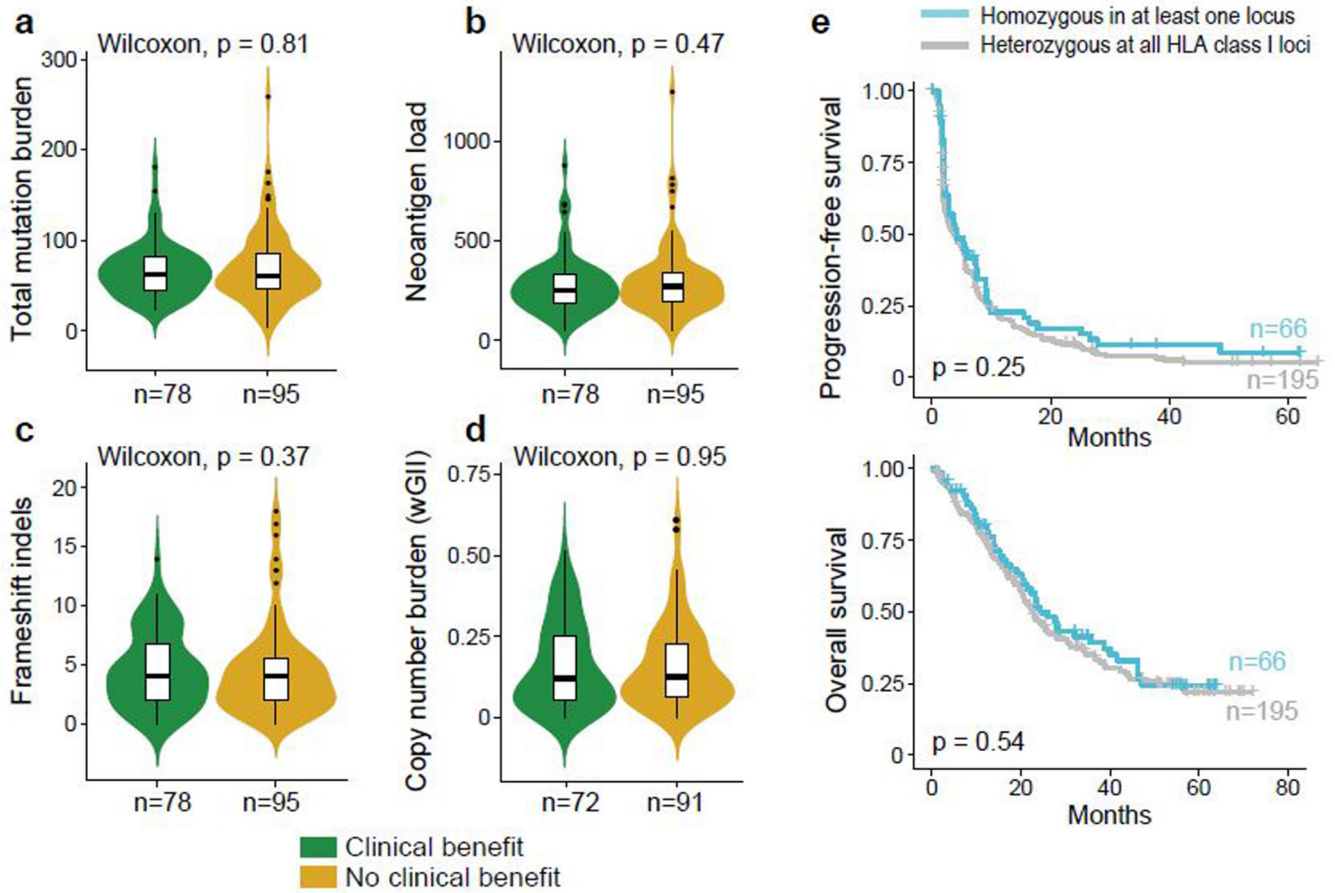 a
Wilcoxon, p = 0.81
Total mutation burden
300
200
100
0
n=78
n=95
b
Wilcoxon, p = 0.47
Neoantigen load
1000
500
0
n=78
n=95
c
Wilcoxon, p = 0.37
Frameshift indels
20
15
10
5
0
n=78
n=95
d
Wilcoxon, p = 0.95
Copy number burden (wGII)
0.75
0.50
0.25
0
n=72
n=91
Clinical benefit
No clinical benefit
e
Homozygous in at least one locus
Heterozygous at all HLA class I loci
Progression-free survival
1.00
0.75
0.50
0.25
0
n=66
n=195
p = 0.25
0
20
40
60
Months
Overall survival
1.00
0.75
0.50
0.25
0
n=66
n=195
p = 0.54
0
20
40
60
80
Months